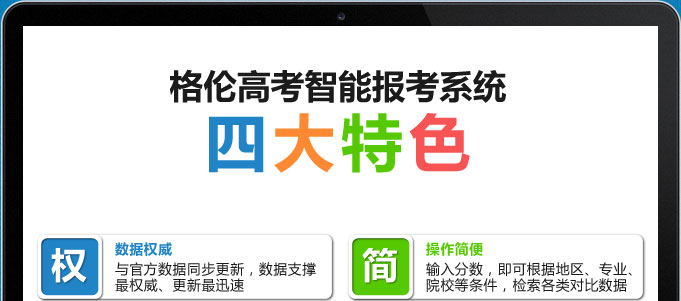 格伦高考智能报考系统
四大特色
权
数据权威
与官方数据同步更新，数据支撑
最权威、更新最迅速
简
操作简便
输入分数，即可根据地区、专业、
院校等条件，检索各类对比数据